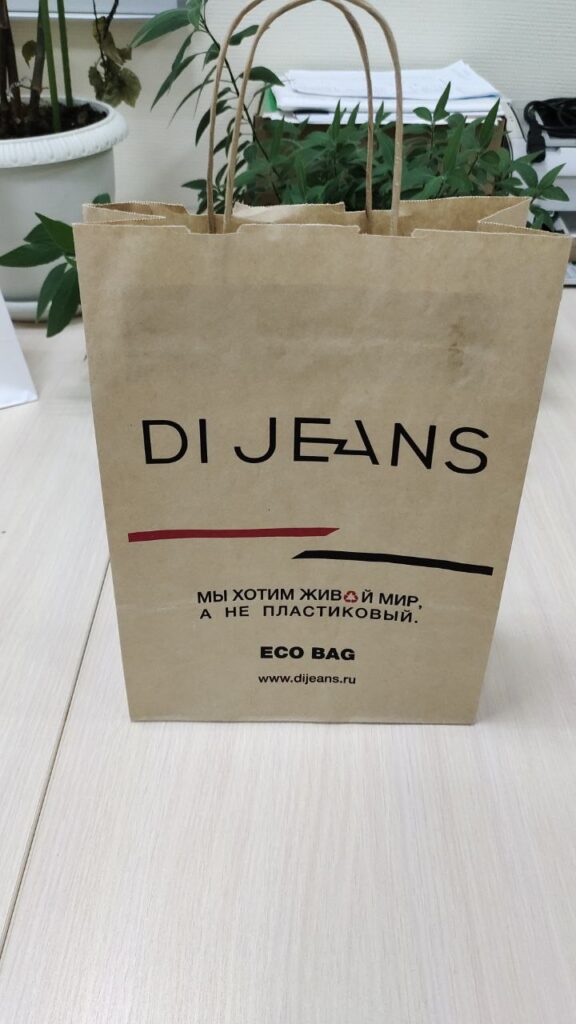 DI JEANS
МЫ ХОТИМ ЖИВОЙ МИР,
А НЕ ПЛАСТИКОВЫЙ.
ECO BAG
www.dijeans.ru